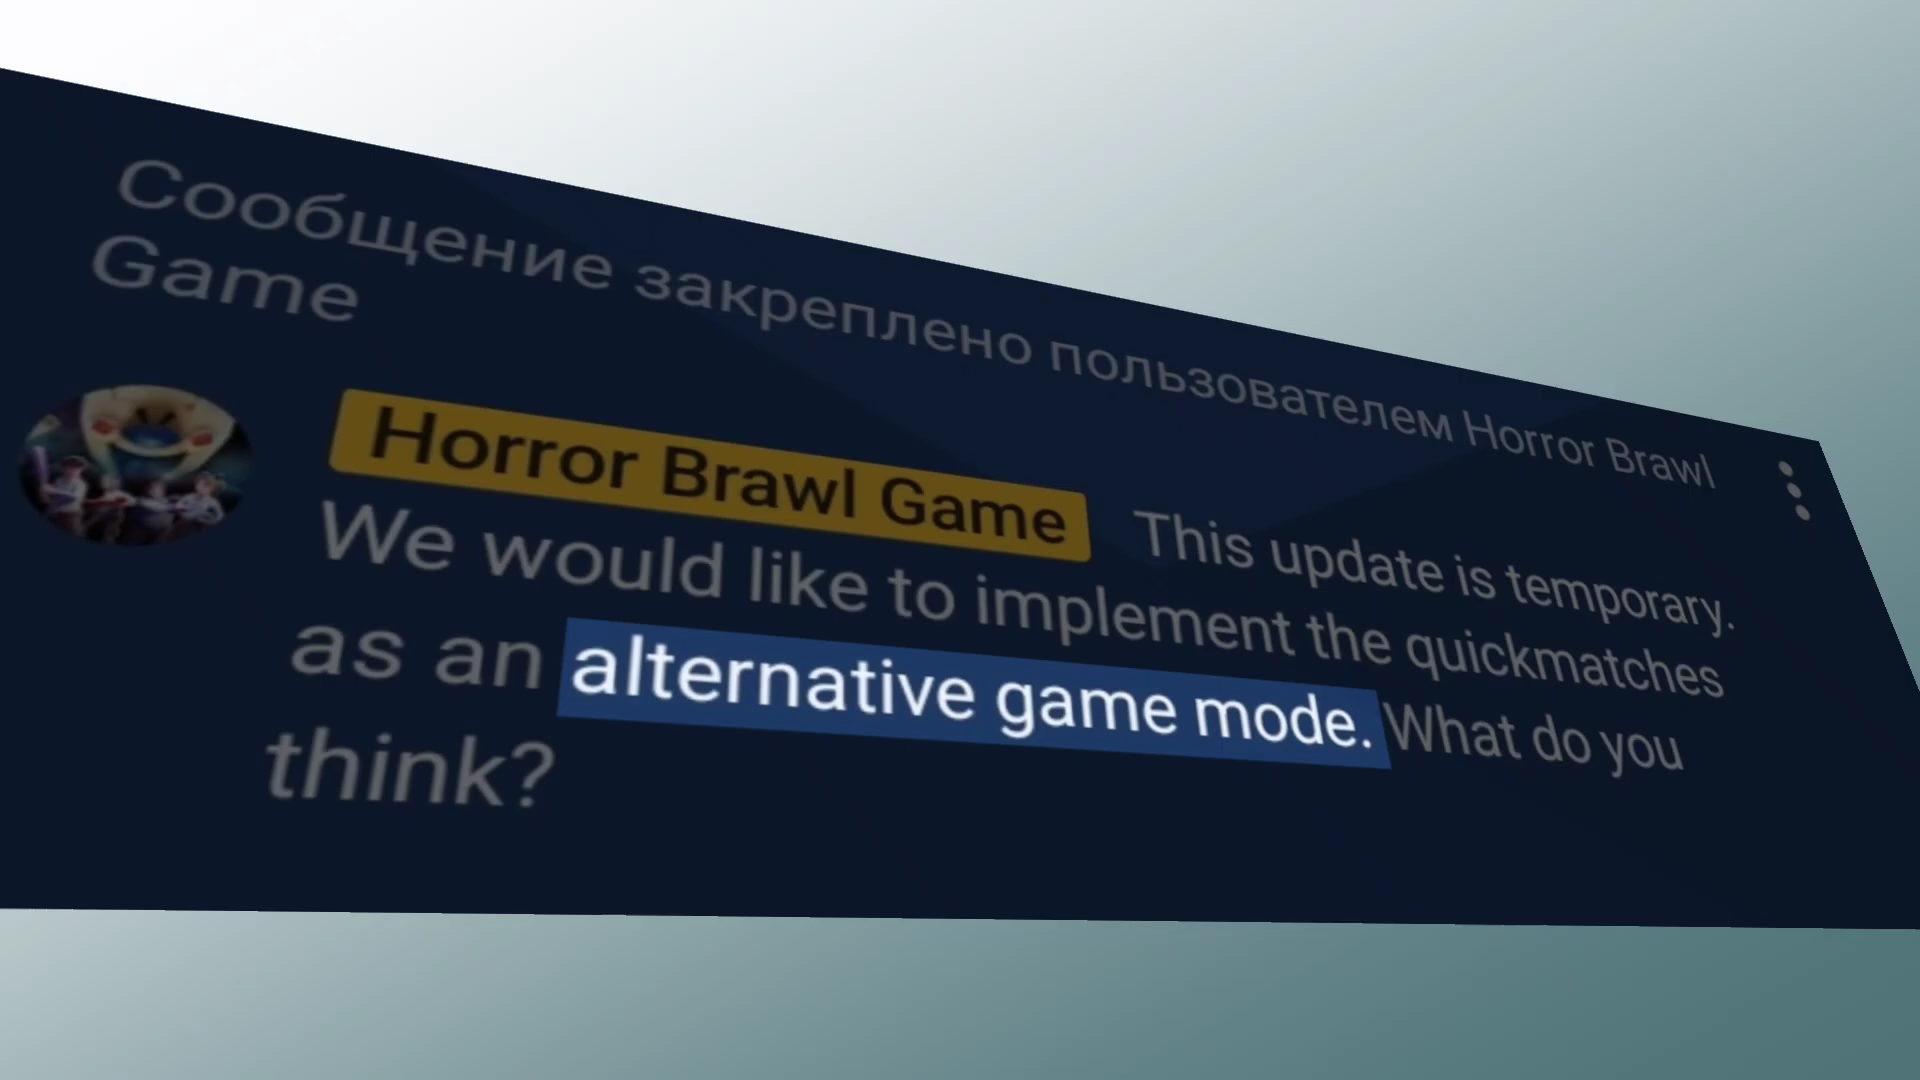 Сообщение закреплено пользователем Horror Brawl
Game
Horror Brawl Game This update is temporary.
We would like to implement the quickmatches
as an alternative game mode. What do you
think?